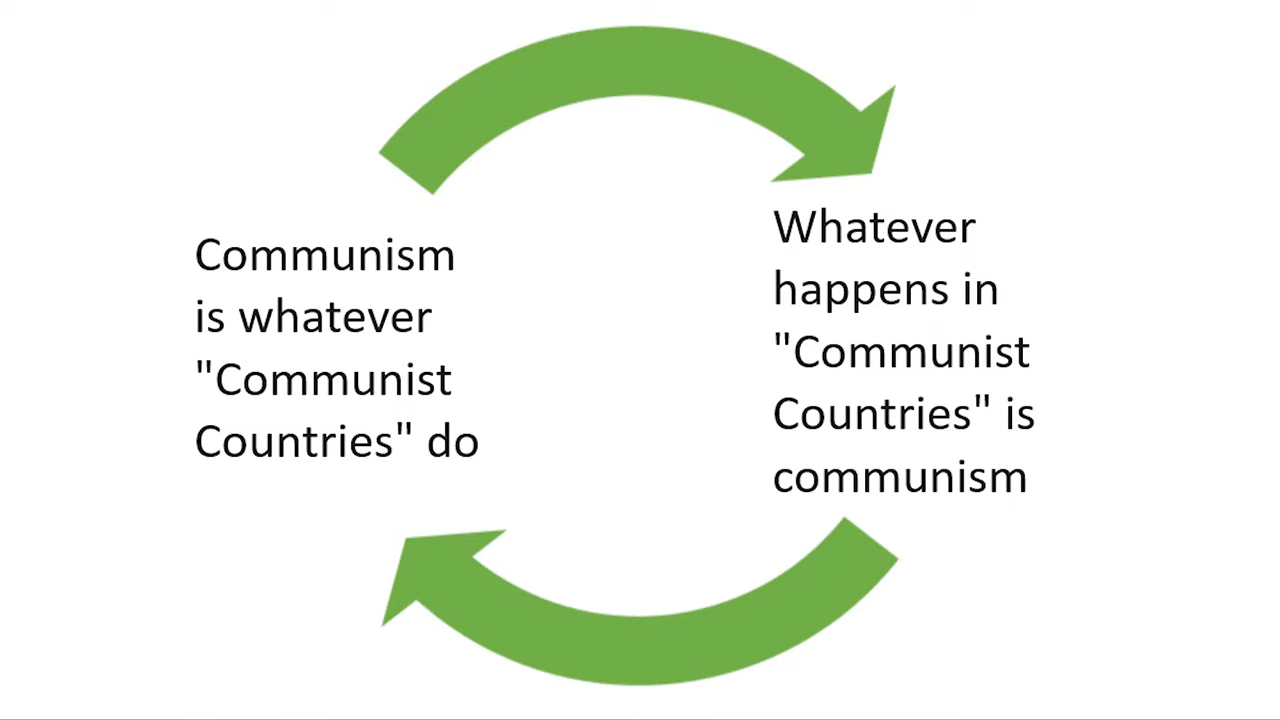 Communism
is whatever
"Communist
Countries" do
Whatever
happens in
"Communist
Countries" is
communism